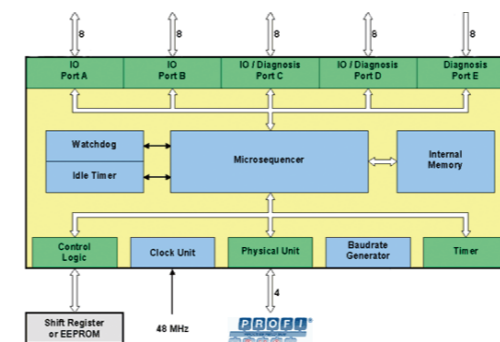 8 8 8 6 8
IO IO IO / Diagnosis IO / Diagnosis Diagnosis
Port A Port B Port C Port D Port E
Watchdog
Idle Timer
Microsequencer
Internal
Memory
Control
Logic
Clock Unit
Physical Unit
Baudrate
Generator
Timer
4
Shift Register
or EEPROM
48 MHz
PROFI®